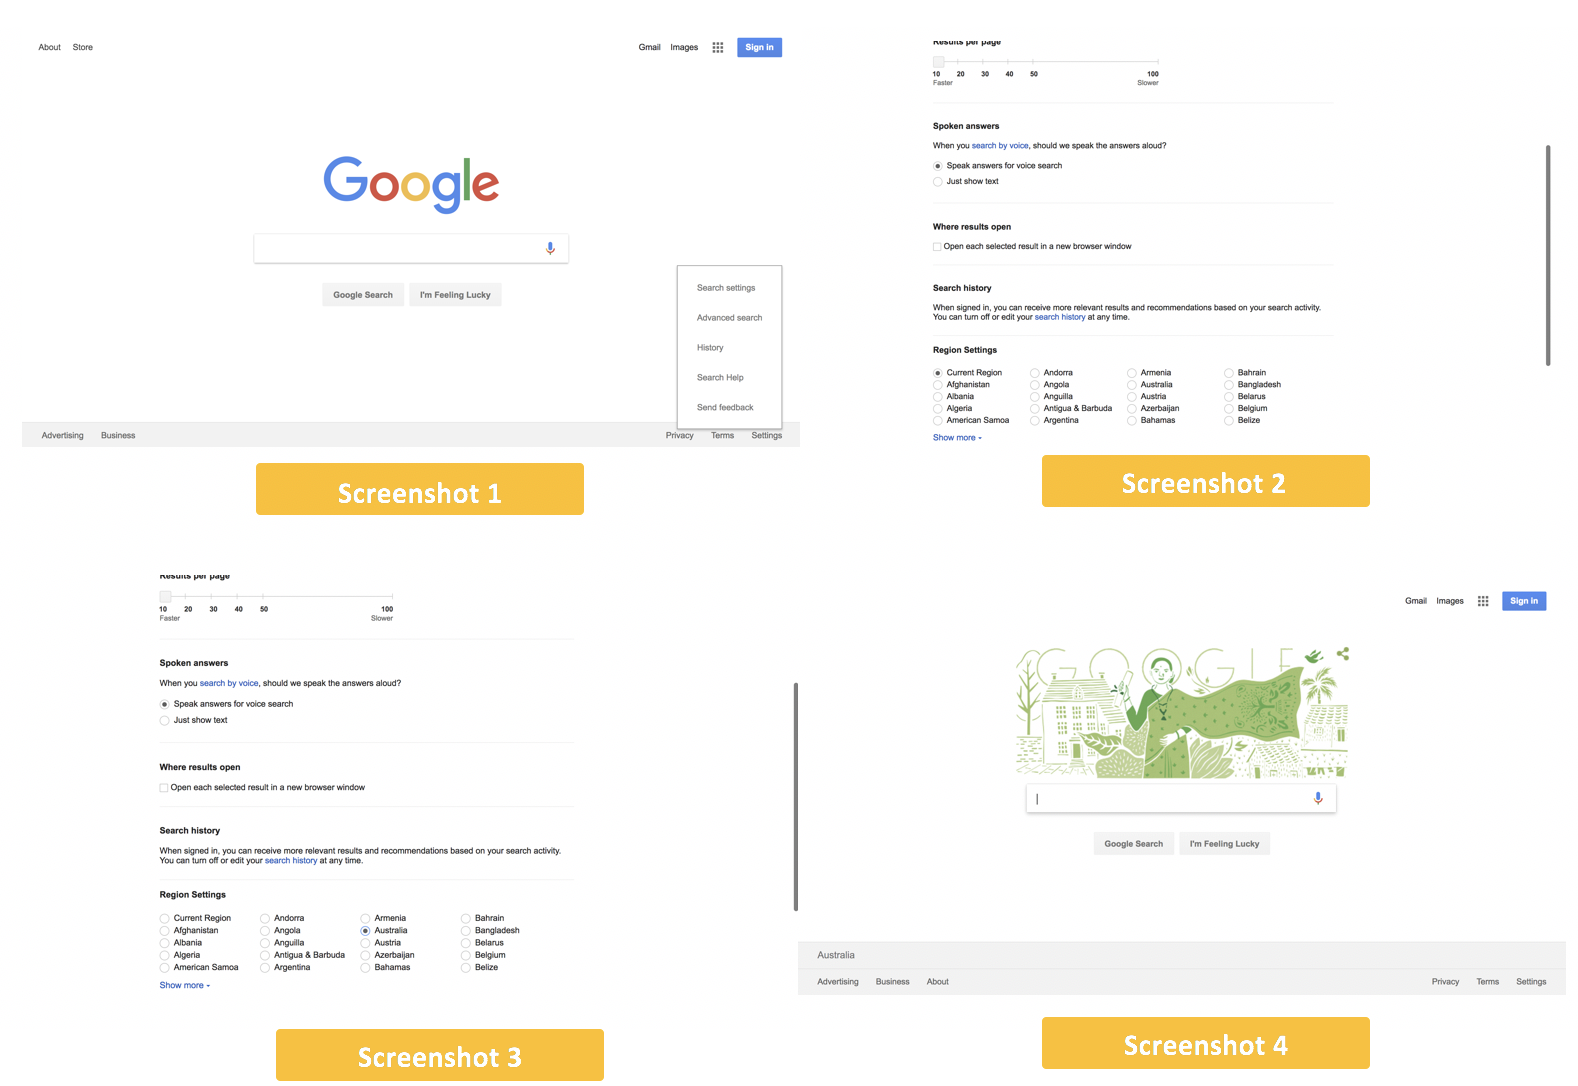 About Store
Gmail Images Sign in
Google
Google Search I'm Feeling Lucky
Search settings
Advanced search
History
Search Help
Send feedback
Advertising Business
Privacy Terms Settings
Screenshot 1
Results per page
10 20 30 40 50 100
Faster Slower
Spoken answers
When you search by voice, should we speak the answers aloud?
Speak answers for voice search
Just show text
Where results open
Open each selected result in a new browser window
Search history
When signed in, you can receive more relevant results and recommendations based on your search activity.
You can turn off or edit your search history at any time.
Region Settings
Current Region Andorra Armenia Bahrain
Afghanistan Angola Australia Bangladesh
Albania Anguilla Austria Belarus
Algeria Antigua & Barbuda Azerbaijan Belgium
American Samoa Argentina Bahamas Belize
Show more
Screenshot 2
Results per page
10 20 30 40 50 100
Faster Slower
Spoken answers
When you search by voice, should we speak the answers aloud?
Speak answers for voice search
Just show text
Where results open
Open each selected result in a new browser window
Search history
When signed in, you can receive more relevant results and recommendations based on your search activity.
You can turn off or edit your search history at any time.
Region Settings
Current Region Andorra Armenia Bahrain
Afghanistan Angola Australia Bangladesh
Albania Anguilla Austria Belarus
Algeria Antigua & Barbuda Azerbaijan Belgium
American Samoa Argentina Bahamas Belize
Show more
Screenshot 3
Gmail Images Sign in
GOOGLE
Google Search I'm Feeling Lucky
Australia
Advertising Business About
Privacy Terms Settings
Screenshot 4